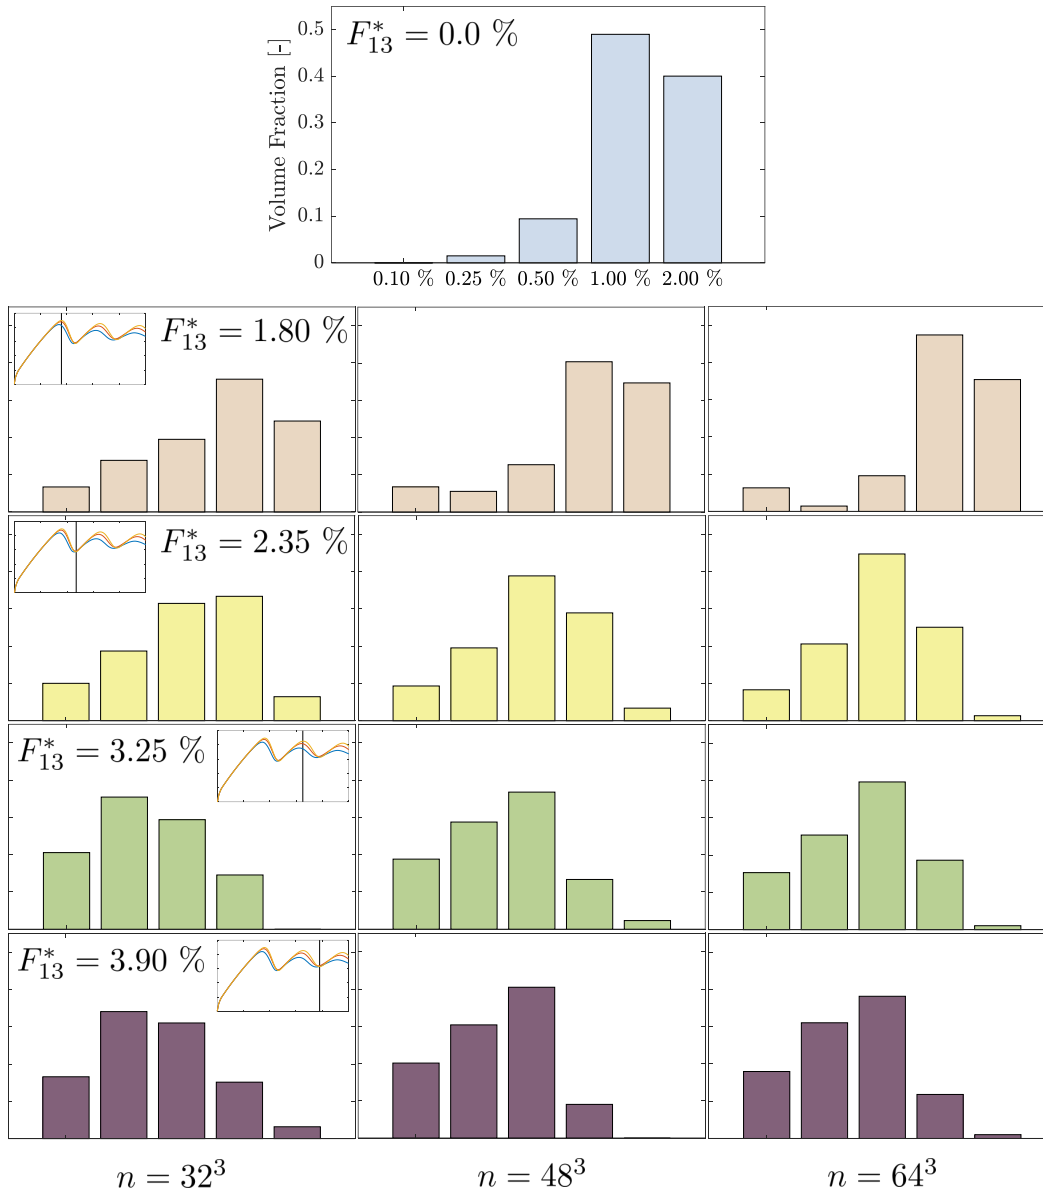 F*13 = 0.0 %
Volume Fraction [-]
0.5
0.4
0.3
0.2
0.1
0
0.10 % 0.25 % 0.50 % 1.00 % 2.00 %
F*13 = 1.80 %
F*13 = 2.35 %
F*13 = 3.25 %
F*13 = 3.90 %
n = 32³ n = 48³ n = 64³